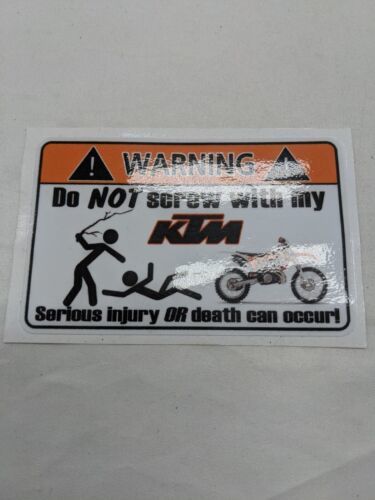 WARNING
Do NOT screw with my
KTM
Serious injury OR death can occur!